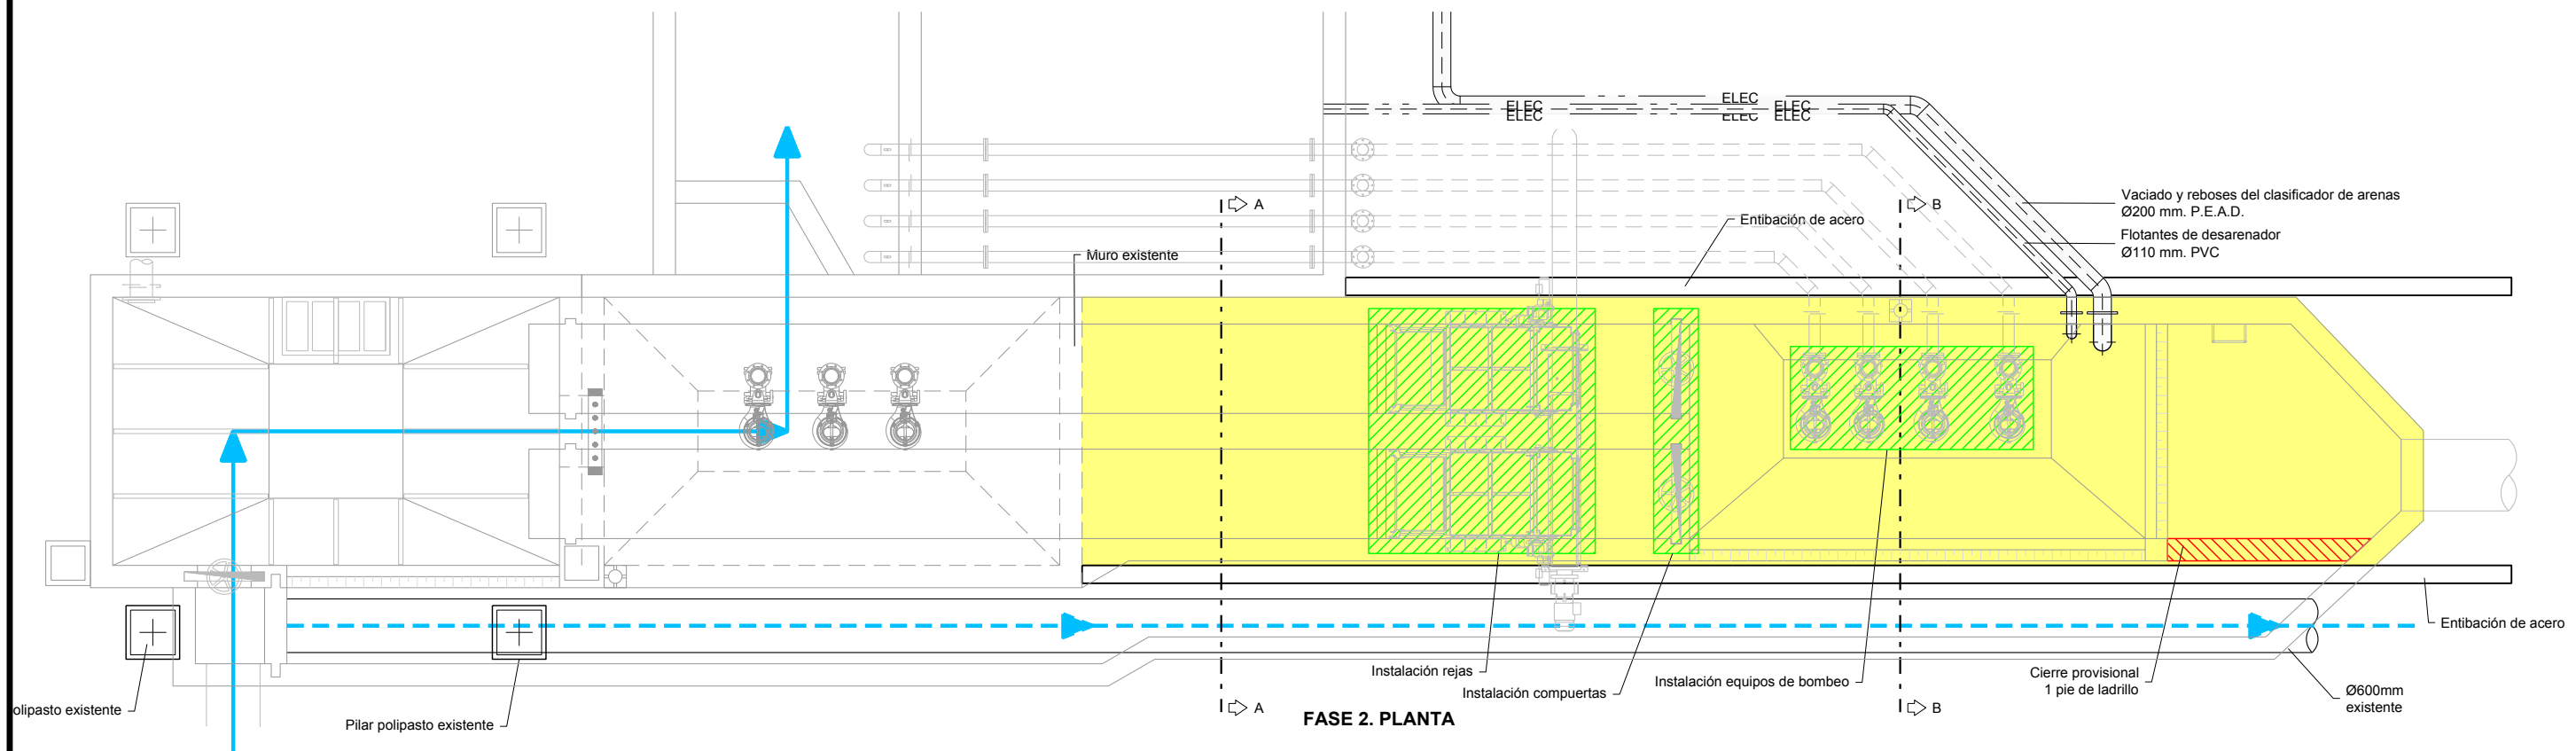 ELEC
ELEC
ELEC
ELEC
ELEC
ELEC
ELEC
Vaciado y reboses del clasificador de arenas
Ø200 mm. P.E.A.D.
A
B
Entibación de acero
Flotantes de desarenador
Ø110 mm. PVC
Muro existente
Entibación de acero
Instalación rejas
Cierre provisional
1 pie de ladrillo
Instalación compuertas
Instalación equipos de bombeo
Ø600mm
existente
olipasto existente
Pilar polipasto existente
A
B
FASE 2. PLANTA